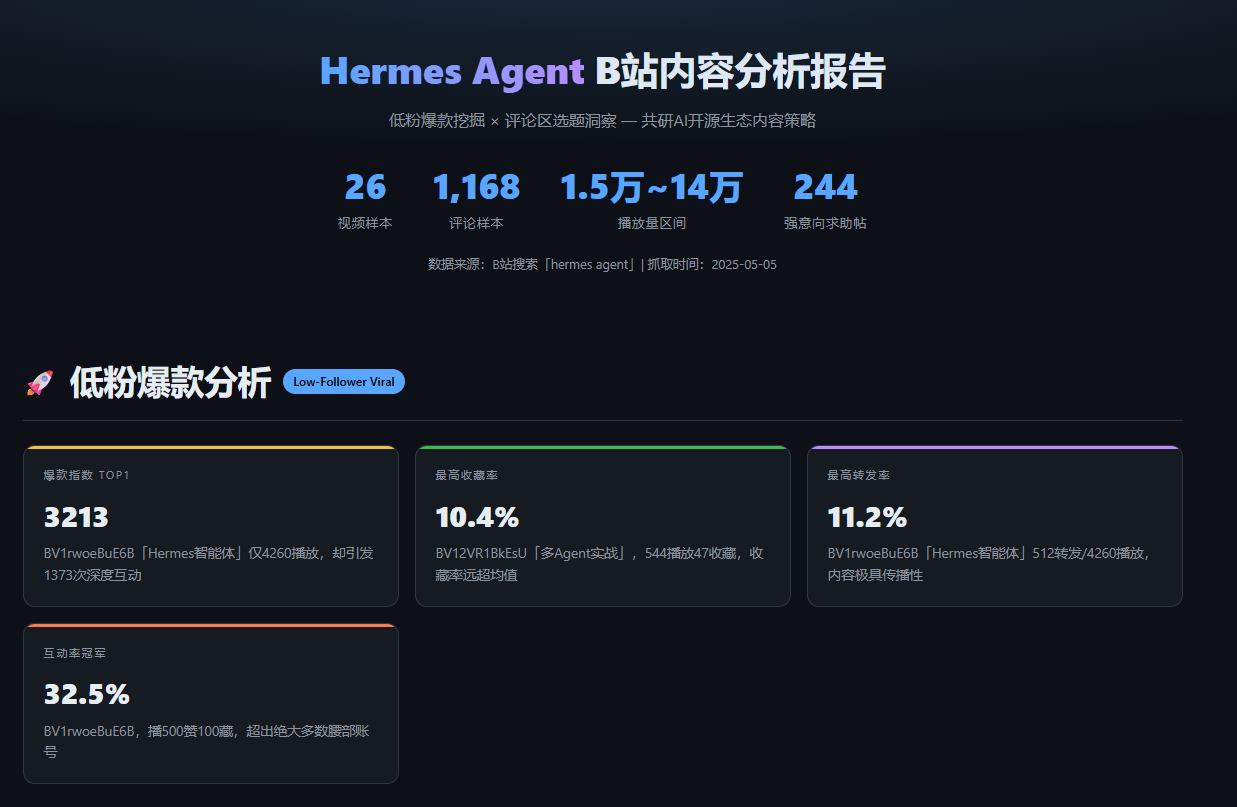 Hermes Agent B站内容分析报告
低粉爆款挖掘 × 评论区选题洞察 — 共研AI开源生态内容策略
26
视频样本
1,168
评论样本
1.5万~14万
播放量区间
244
强意向求助帖
数据来源：B站搜索「hermes agent」| 抓取时间：2025-05-05
🚀 低粉爆款分析 Low-Follower Viral
爆款指数 TOP1
3213
BV1rwoeBuE6B「Hermes智能体」仅4260播放，却引发
1373次深度互动
最高收藏率
10.4%
BV12VR1BkEsU「多Agent实战」，544播放47收藏，收
藏率远超均值
最高转发率
11.2%
BV1rwoeBuE6B「Hermes智能体」512转发/4260播放，
内容极具传播性
互动率冠军
32.5%
BV1rwoeBuE6B，播500赞100藏，超出绝大多数腰部账
号